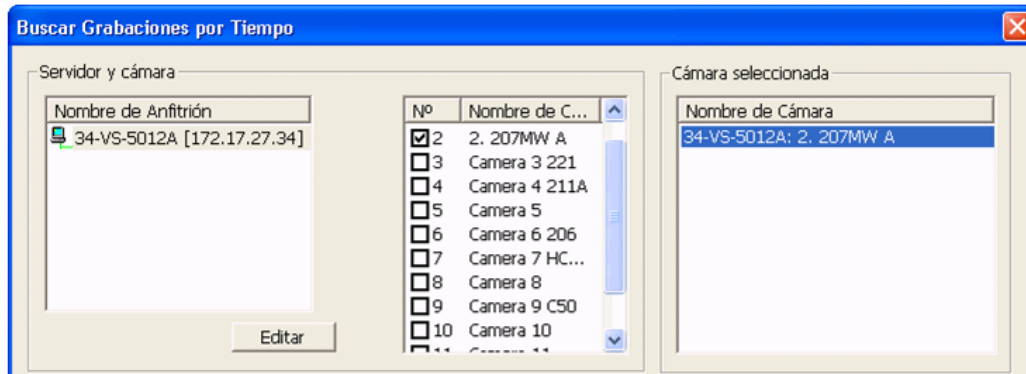 Buscar Grabaciones por Tiempo
Servidor y cámara
Nombre de Anfitrión
34-VS-5012A [172.17.27.34]
Editar
Nº Nombre de C...
2 2. 207MW A
3 Camera 3 221
4 Camera 4 211A
5 Camera 5
6 Camera 6 206
7 Camera 7 HC...
8 Camera 8
9 Camera 9 C50
10 Camera 10
Cámara seleccionada
Nombre de Cámara
34-VS-5012A: 2. 207MW A